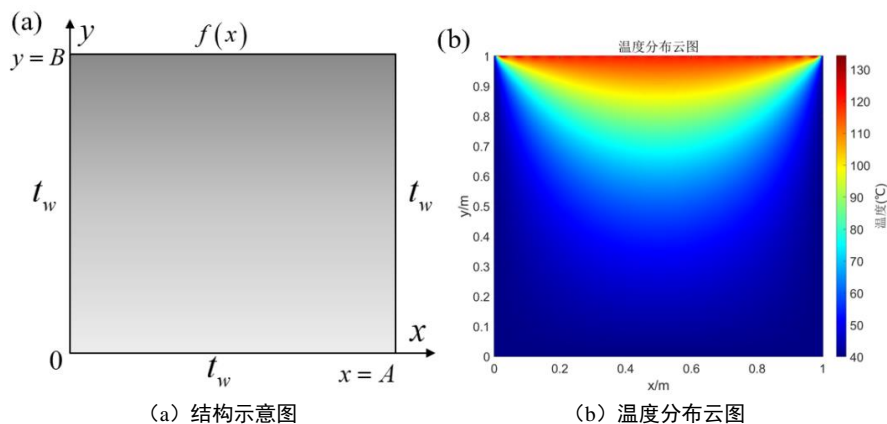 (a)
y
f(x)
y = B
t_w
t_w
0
t_w
x = A
x
（a）结构示意图
(b)
温度分布云图
1
0.9
0.8
0.7
0.6
0.5
0.4
0.3
0.2
0.1
0
y/m
0 0.2 0.4 0.6 0.8 1
x/m
130
120
110
100
90
80
70
60
50
40
温度(℃)
（b）温度分布云图